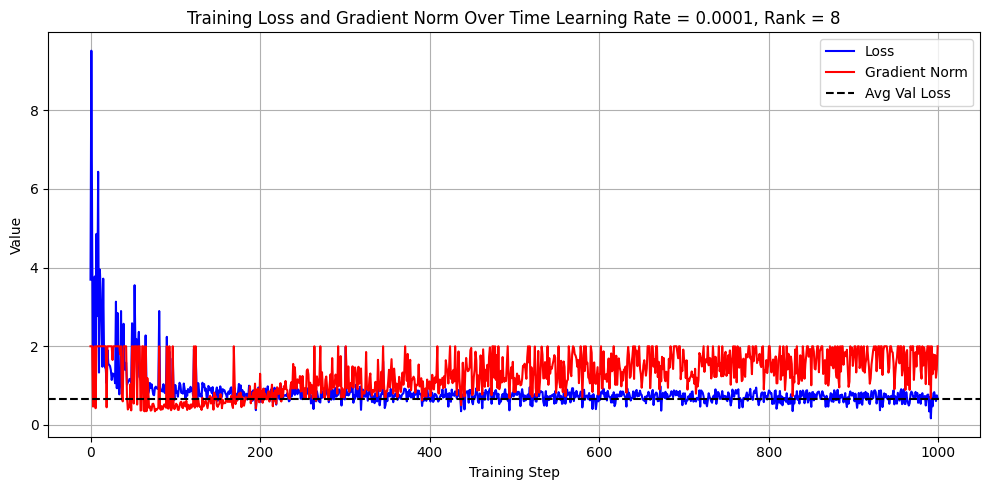 Training Loss and Gradient Norm Over Time Learning Rate = 0.0001, Rank = 8
Loss
Gradient Norm
Avg Val Loss
Value
8
6
4
2
0
0 200 400 600 800 1000
Training Step